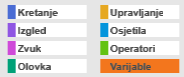 Kretanje
Izgled
Zvuk
Olovka
Upravljanje
Osjetila
Operatori
Varijable